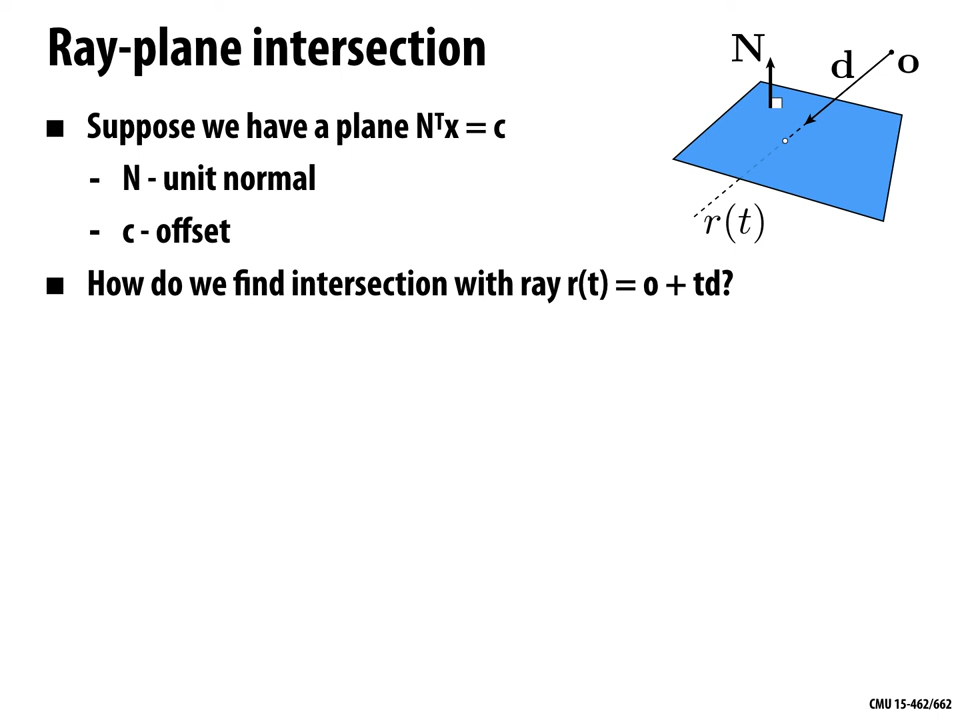 Ray-plane intersection
■ Suppose we have a plane Nᵀx = c
- N - unit normal
- c - offset
■ How do we find intersection with ray r(t) = o + td?
N
d
o
r(t)
CMU 15-462/662